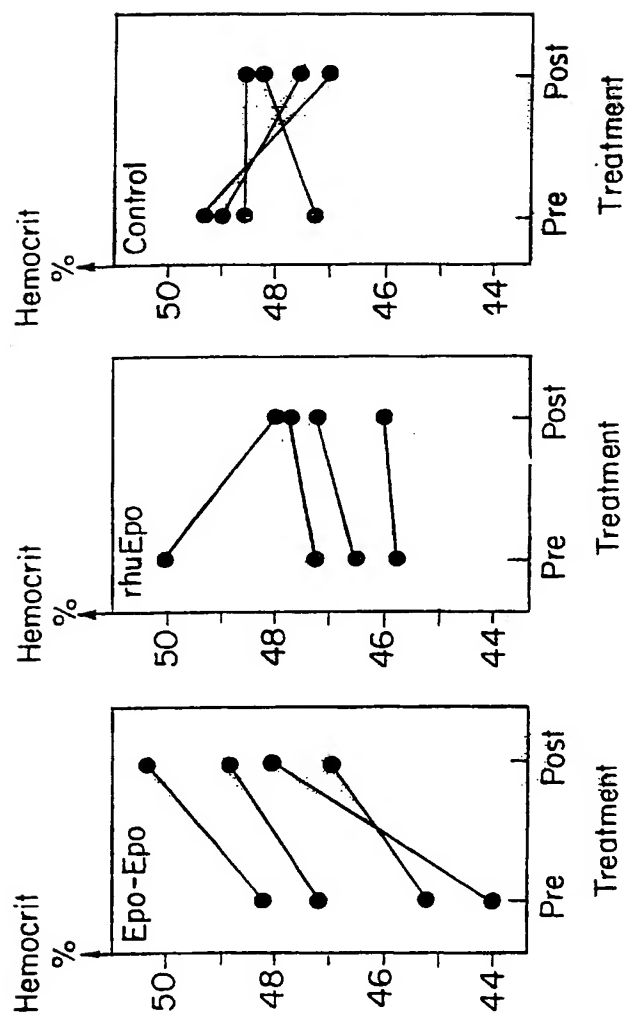 Hemocrit
%
Epo-Epo
50
48
46
44
Pre
Post
Treatment
Hemocrit
%
rhuEpo
50
48
46
44
Pre
Post
Treatment
Hemocrit
%
Control
50
48
46
44
Pre
Post
Treatment